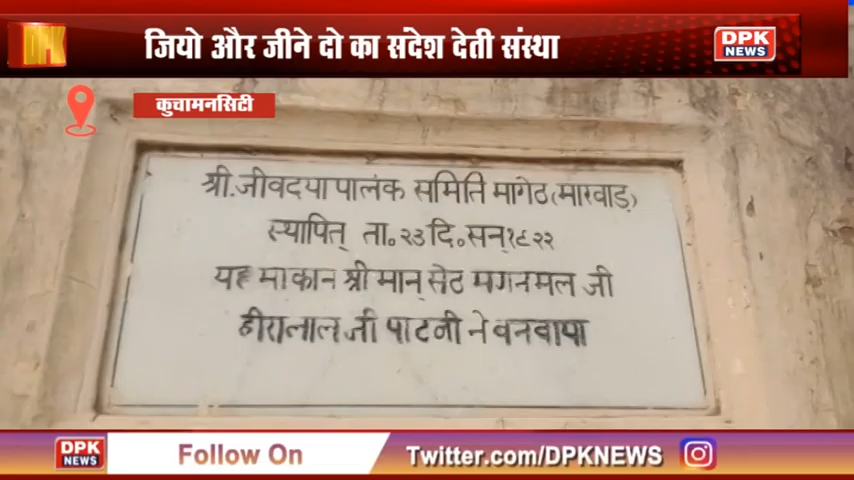 DPK
जियो और जीने दो का संदेश देती संस्था
DPK
NEWS
कुचामनसिटी
श्री.जीवदया पालक समिति मागेठ(मारवाड़)
स्थापित् ता॰ २३ दि॰ सन् १९२२
यह माकान श्री मान् सेठ मगनमल जी
हीरालाल जी पाटनी ने बनवाया
DPK
NEWS
Follow On
Twitter.com/DPKNEWS